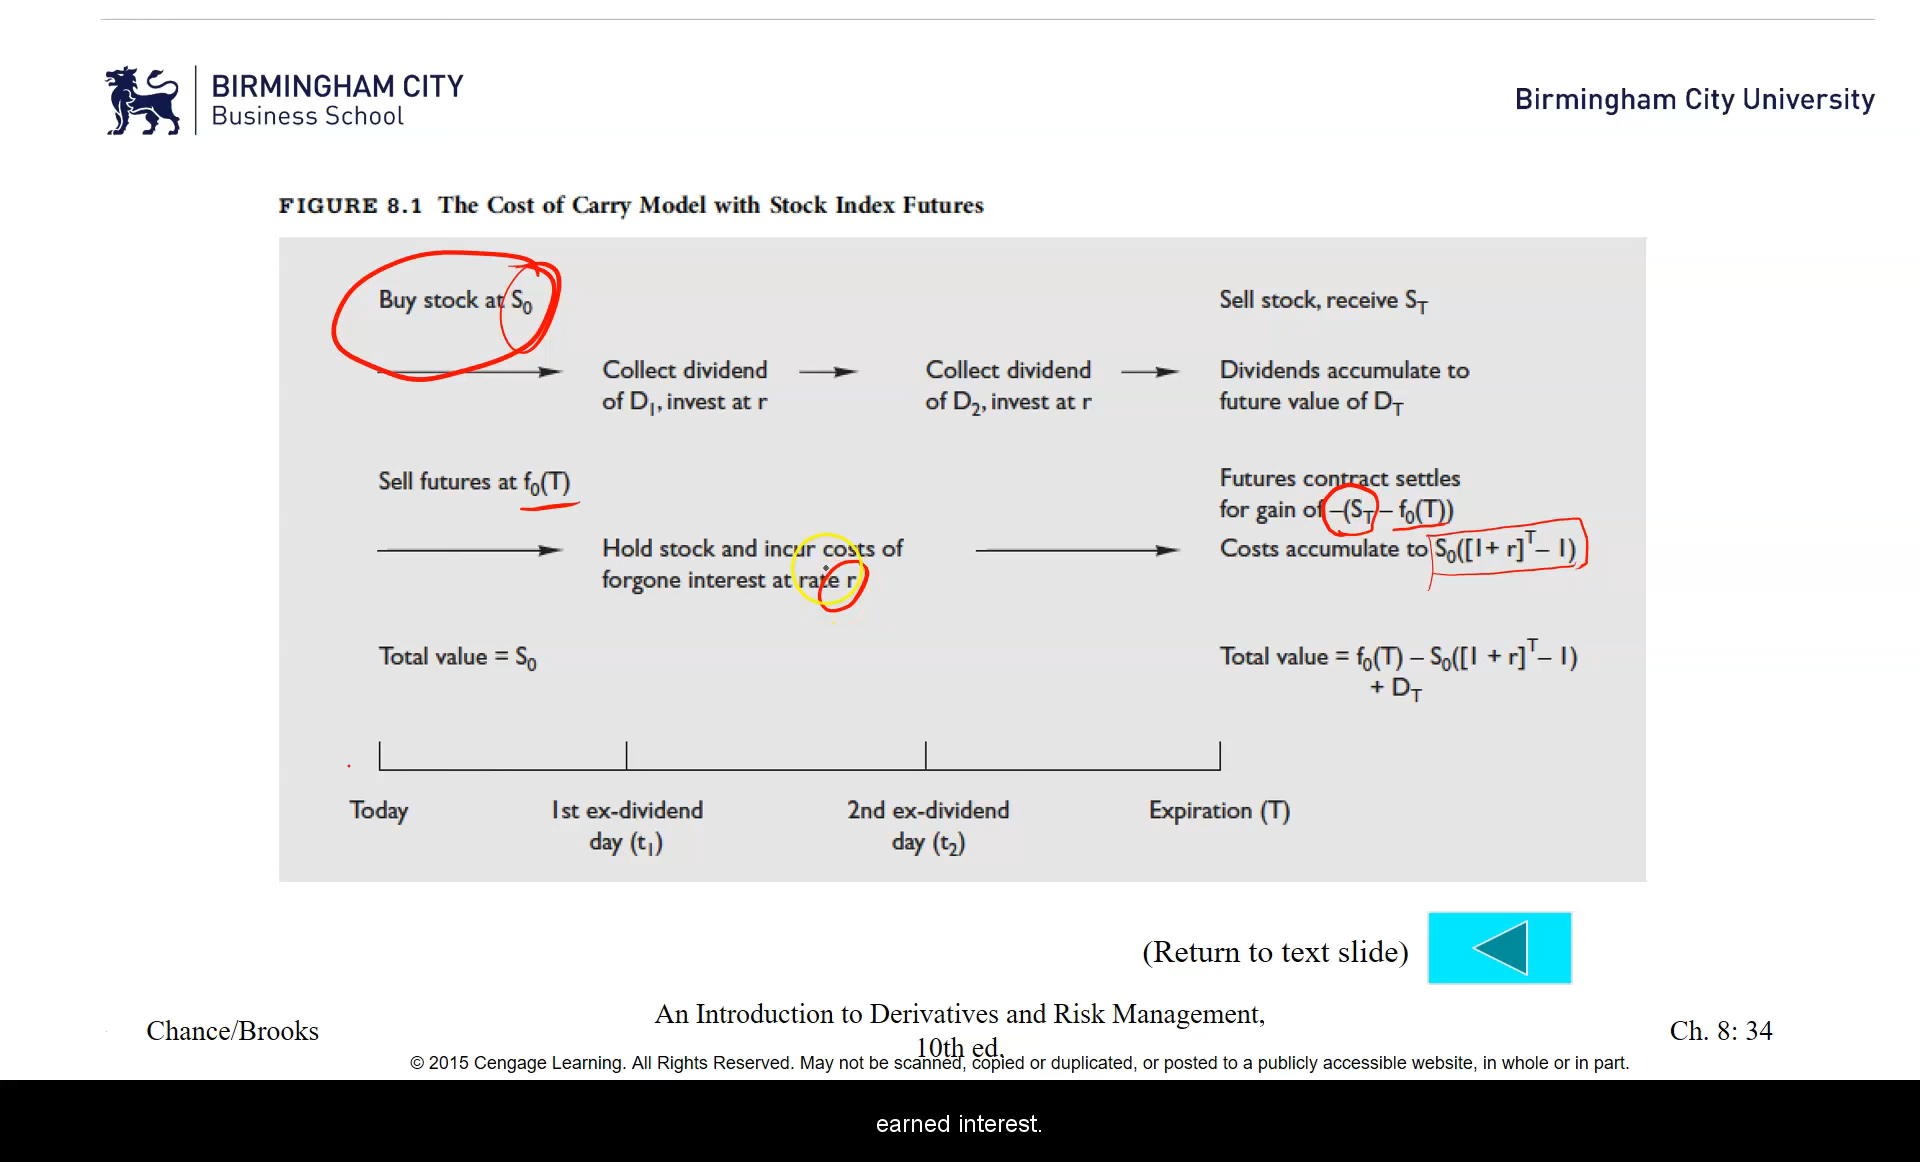 BIRMINGHAM CITY
Business School
Birmingham City University
FIGURE 8.1 The Cost of Carry Model with Stock Index Futures
Buy stock at S₀
Sell stock, receive S_T
Collect dividend
of D₁, invest at r
Collect dividend
of D₂, invest at r
Dividends accumulate to
future value of D_T
Sell futures at f₀(T)
Futures contract settles
for gain of –(S_T – f₀(T))
Hold stock and incur costs of
forgone interest at rate r
Costs accumulate to S₀([1 + r]^T – 1)
Total value = S₀
Total value = f₀(T) – S₀([1 + r]^T – 1)
+ D_T
Today
1st ex-dividend
day (t₁)
2nd ex-dividend
day (t₂)
Expiration (T)
(Return to text slide)
Chance/Brooks
An Introduction to Derivatives and Risk Management,
10th ed.
Ch. 8: 34
© 2015 Cengage Learning. All Rights Reserved. May not be scanned, copied or duplicated, or posted to a publicly accessible website, in whole or in part.
earned interest.